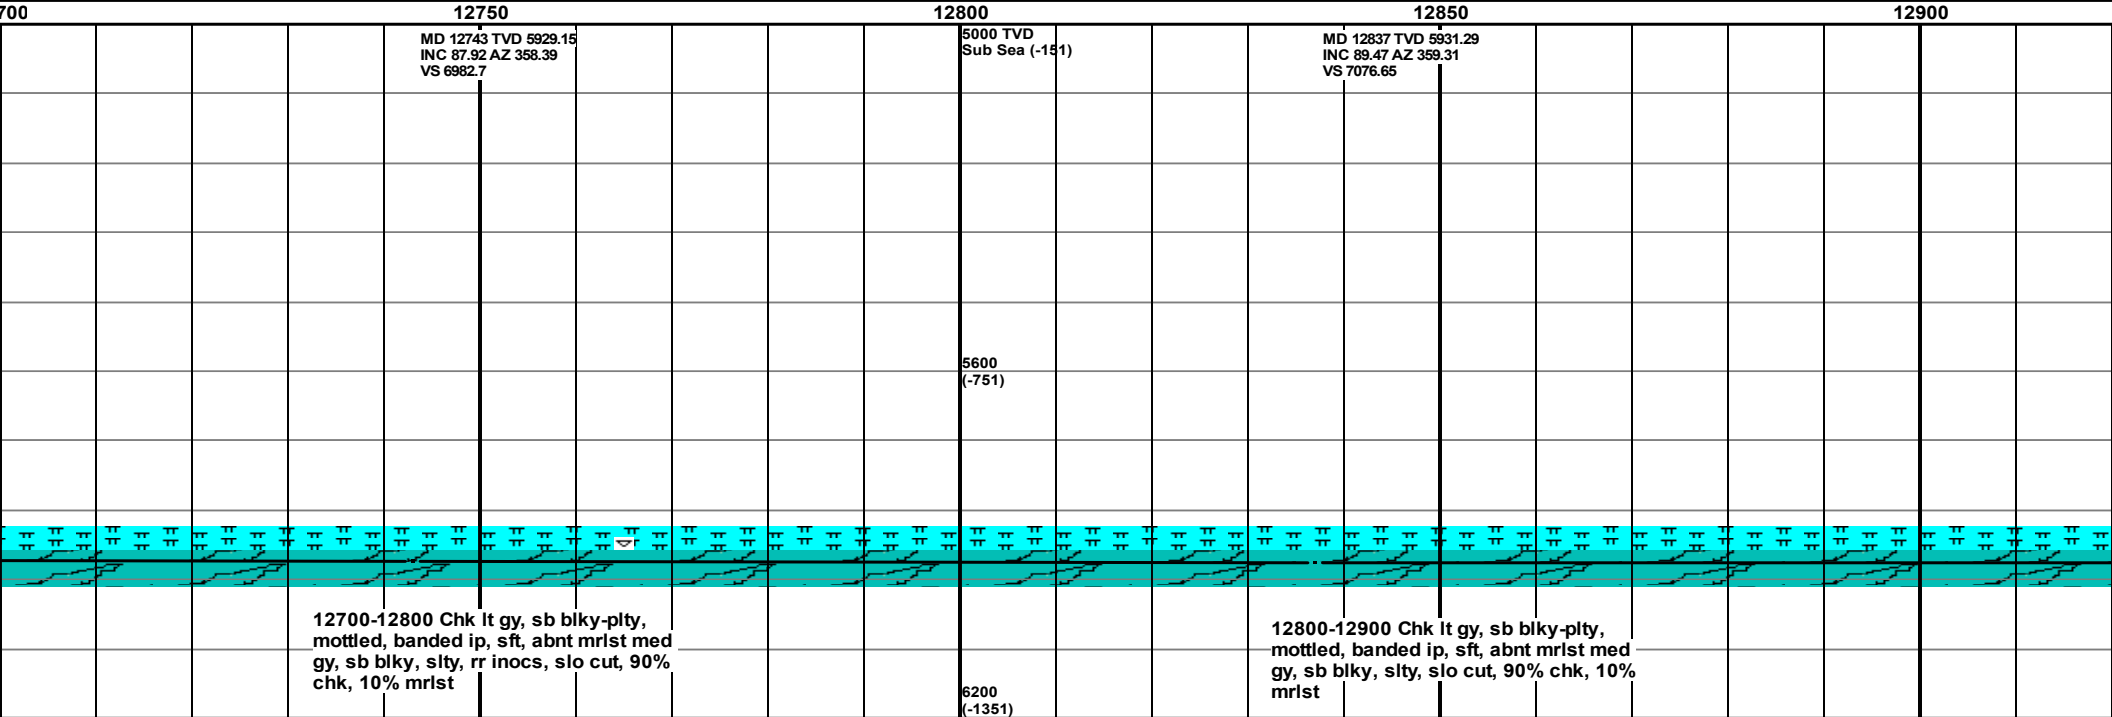 700 12750 12800 12850 12900
MD 12743 TVD 5929.15
INC 87.92 AZ 358.39
VS 6982.7
5000 TVD
Sub Sea (-151)
MD 12837 TVD 5931.29
INC 89.47 AZ 359.31
VS 7076.65
5600
(-751)
12700-12800 Chk lt gy, sb blky-plty,
mottled, banded ip, sft, abnt mrlst med
gy, sb blky, slty, rr inocs, slo cut, 90%
chk, 10% mrlst
12800-12900 Chk lt gy, sb blky-plty,
mottled, banded ip, sft, abnt mrlst med
gy, sb blky, slty, slo cut, 90% chk, 10%
mrlst
6200
(-1351)